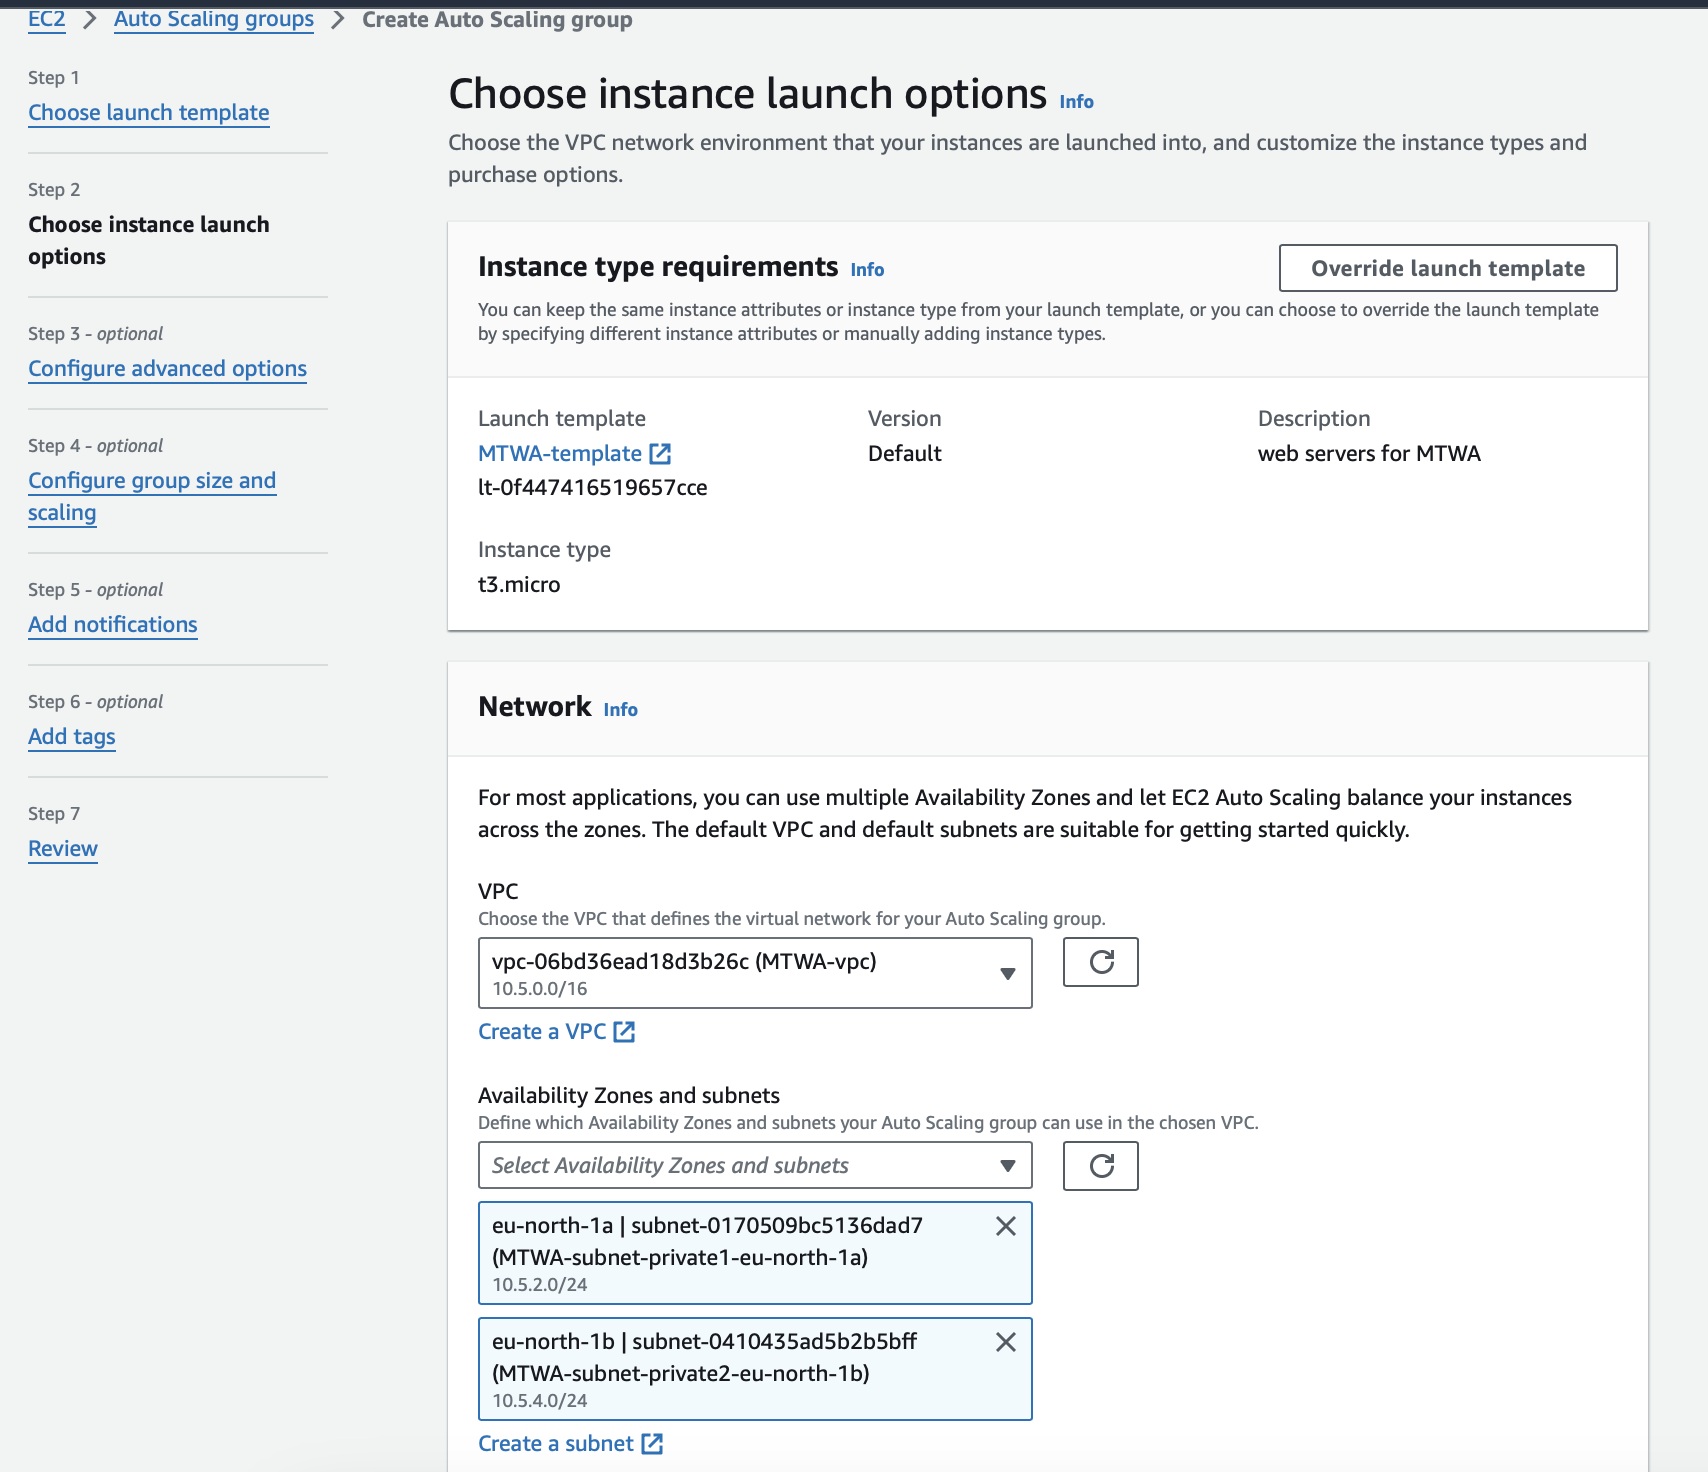 EC2 > Auto Scaling groups > Create Auto Scaling group
Step 1
Choose launch template
Step 2
Choose instance launch
options
Step 3 - optional
Configure advanced options
Step 4 - optional
Configure group size and
scaling
Step 5 - optional
Add notifications
Step 6 - optional
Add tags
Step 7
Review
Choose instance launch options Info
Choose the VPC network environment that your instances are launched into, and customize the instance types and
purchase options.
Instance type requirements Info
Override launch template
You can keep the same instance attributes or instance type from your launch template, or you can choose to override the launch template
by specifying different instance attributes or manually adding instance types.
Launch template
MTWA-template
lt-0f447416519657cce
Version
Default
Description
web servers for MTWA
Instance type
t3.micro
Network Info
For most applications, you can use multiple Availability Zones and let EC2 Auto Scaling balance your instances
across the zones. The default VPC and default subnets are suitable for getting started quickly.
VPC
Choose the VPC that defines the virtual network for your Auto Scaling group.
vpc-06bd36ead18d3b26c (MTWA-vpc)
10.5.0.0/16
Create a VPC
Availability Zones and subnets
Define which Availability Zones and subnets your Auto Scaling group can use in the chosen VPC.
Select Availability Zones and subnets
eu-north-1a | subnet-0170509bc5136dad7
(MTWA-subnet-private1-eu-north-1a)
10.5.2.0/24
eu-north-1b | subnet-0410435ad5b2b5bff
(MTWA-subnet-private2-eu-north-1b)
10.5.4.0/24
Create a subnet